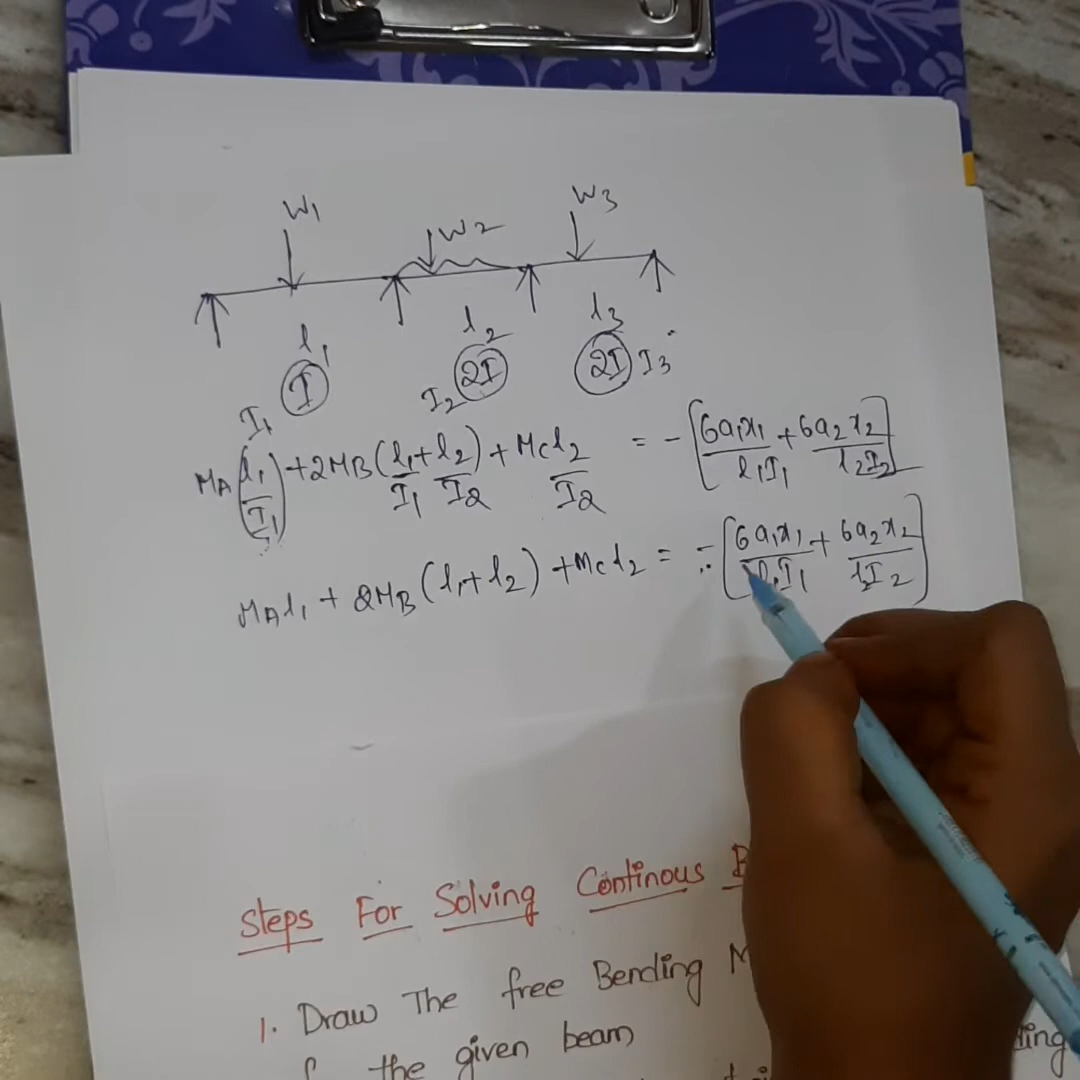 W1 W2 W3
l1 l2 l3
I 2I 2I
I1 I2 I3
MA(l1/I1) + 2MB(l1/I1 + l2/I2) + Mcl2/I2 = -[6a1x1/l1I1 + 6a2x2/l2I2]
MAl1 + 2MB(l1+l2) + Mcl2 = -[6a1x1/l1I1 + 6a2x2/l2I2]
Steps For Solving Continous
1. Draw The free Bending
the given beam